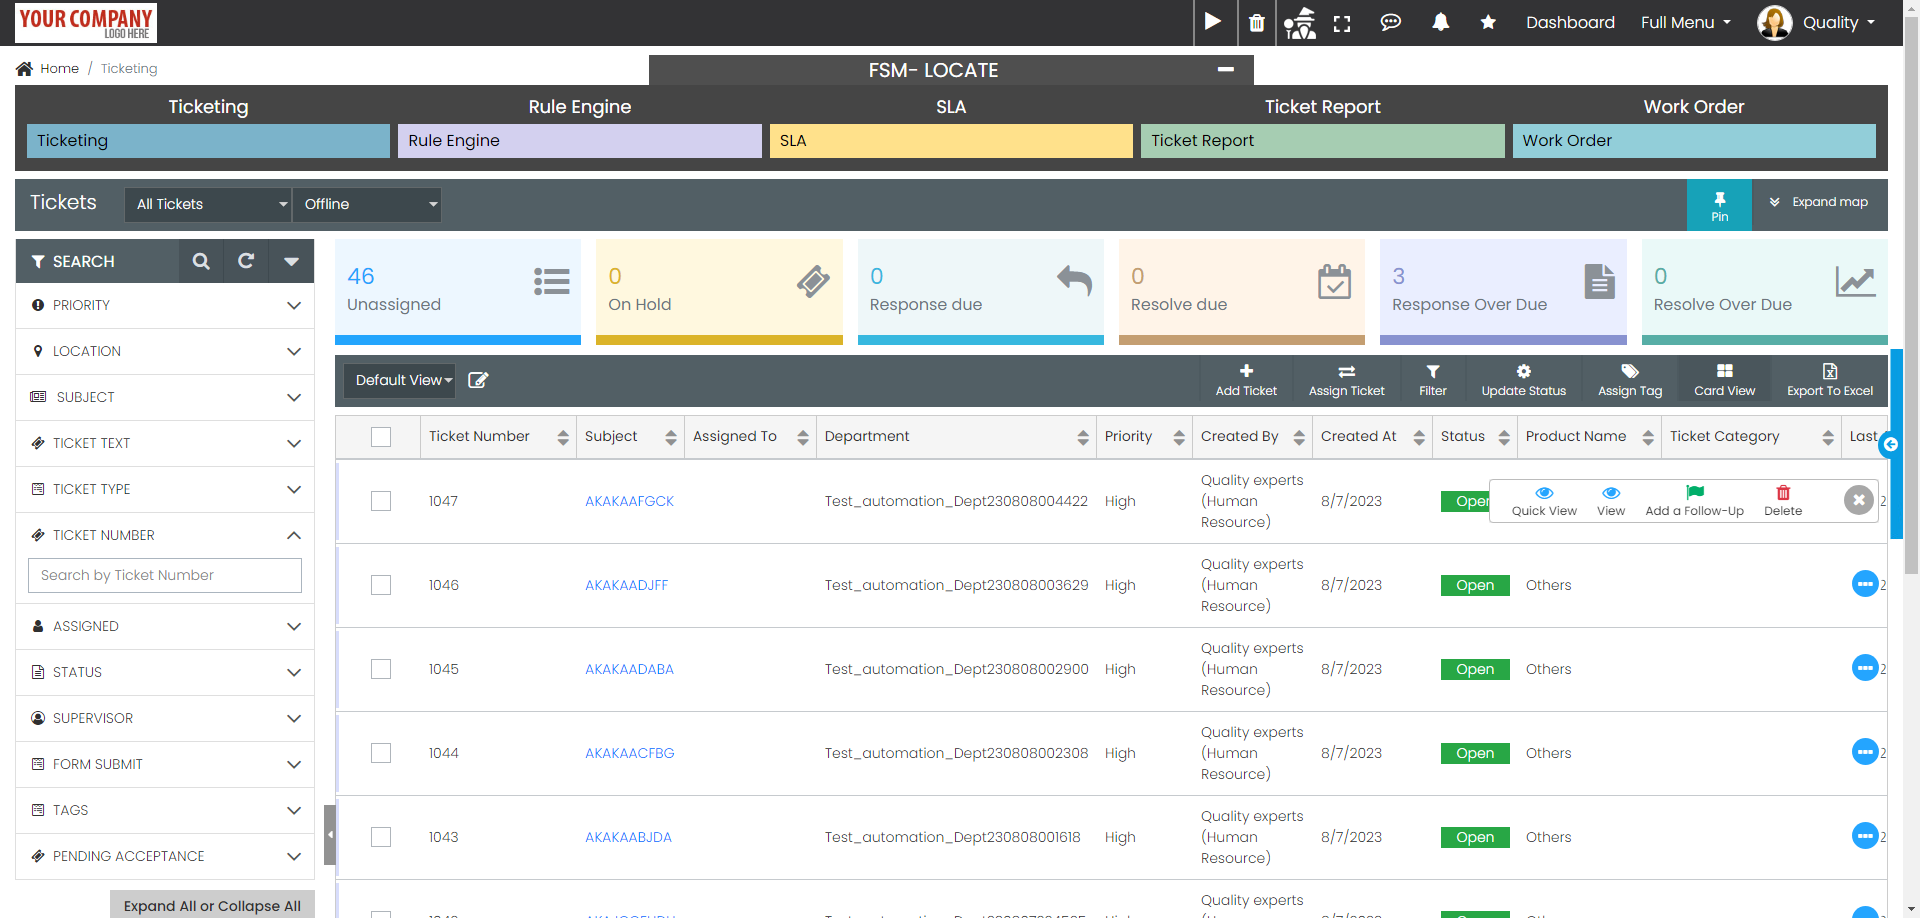 YOUR COMPANY
LOGO HERE
Dashboard
Full Menu
Quality
Home / Ticketing
FSM- LOCATE
Ticketing
Rule Engine
SLA
Ticket Report
Work Order
Ticketing
Rule Engine
SLA
Ticket Report
Work Order
Tickets
All Tickets
Offline
Pin
Expand map
SEARCH
PRIORITY
LOCATION
SUBJECT
TICKET TEXT
TICKET TYPE
TICKET NUMBER
Search by Ticket Number
ASSIGNED
STATUS
SUPERVISOR
FORM SUBMIT
TAGS
PENDING ACCEPTANCE
Expand All or Collapse All
46
Unassigned
0
On Hold
0
Response due
0
Resolve due
3
Response Over Due
0
Resolve Over Due
Default View
Add Ticket
Assign Ticket
Filter
Update Status
Assign Tag
Card View
Export To Excel
Ticket Number Subject Assigned To Department Priority Created By Created At Status Product Name Ticket Category Last
1047 AKAKAAFGCK Test_automation_Dept230808004422 High Quality experts (Human Resource) 8/7/2023 Open
Quick View View Add a Follow-Up Delete 2
1046 AKAKAADJFF Test_automation_Dept230808003629 High Quality experts (Human Resource) 8/7/2023 Open Others 2
1045 AKAKAADABA Test_automation_Dept230808002900 High Quality experts (Human Resource) 8/7/2023 Open Others 2
1044 AKAKAACFBG Test_automation_Dept230808002308 High Quality experts (Human Resource) 8/7/2023 Open Others 2
1043 AKAKAABJDA Test_automation_Dept230808001618 High Quality experts (Human Resource) 8/7/2023 Open Others 2
Quality experts